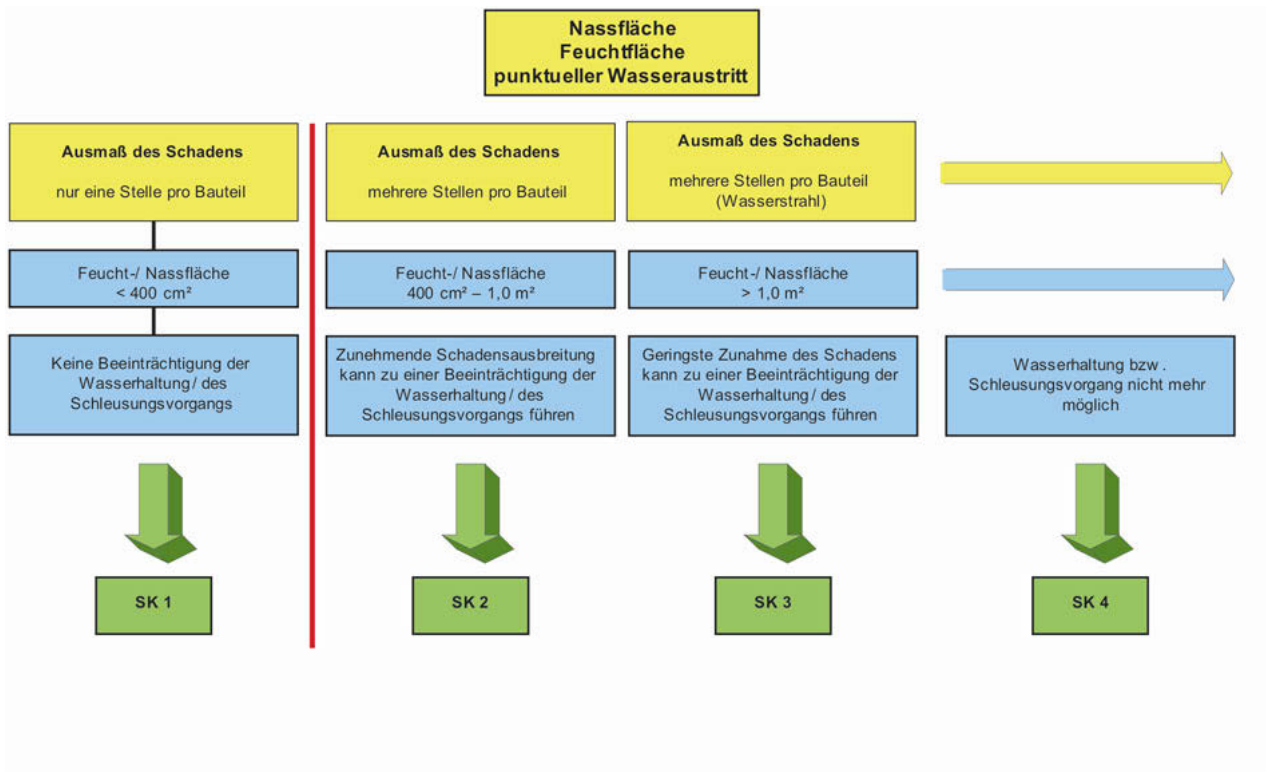 Nassfläche
Feuchtfläche
punktueller Wasseraustritt
Ausmaß des Schadens
nur eine Stelle pro Bauteil
Ausmaß des Schadens
mehrere Stellen pro Bauteil
Ausmaß des Schadens
mehrere Stellen pro Bauteil
(Wasserstrahl)
Feucht-/ Nassfläche
< 400 cm²
Feucht-/ Nassfläche
400 cm² – 1,0 m²
Feucht-/ Nassfläche
> 1,0 m²
Keine Beeinträchtigung der
Wasserhaltung/ des
Schleusungsvorgangs
Zunehmende Schadensausbreitung
kann zu einer Beeinträchtigung der
Wasserhaltung/ des
Schleusungsvorgangs führen
Geringste Zunahme des Schadens
kann zu einer Beeinträchtigung der
Wasserhaltung/ des
Schleusungsvorgangs führen
Wasserhaltung bzw.
Schleusungsvorgang nicht mehr
möglich
SK 1
SK 2
SK 3
SK 4